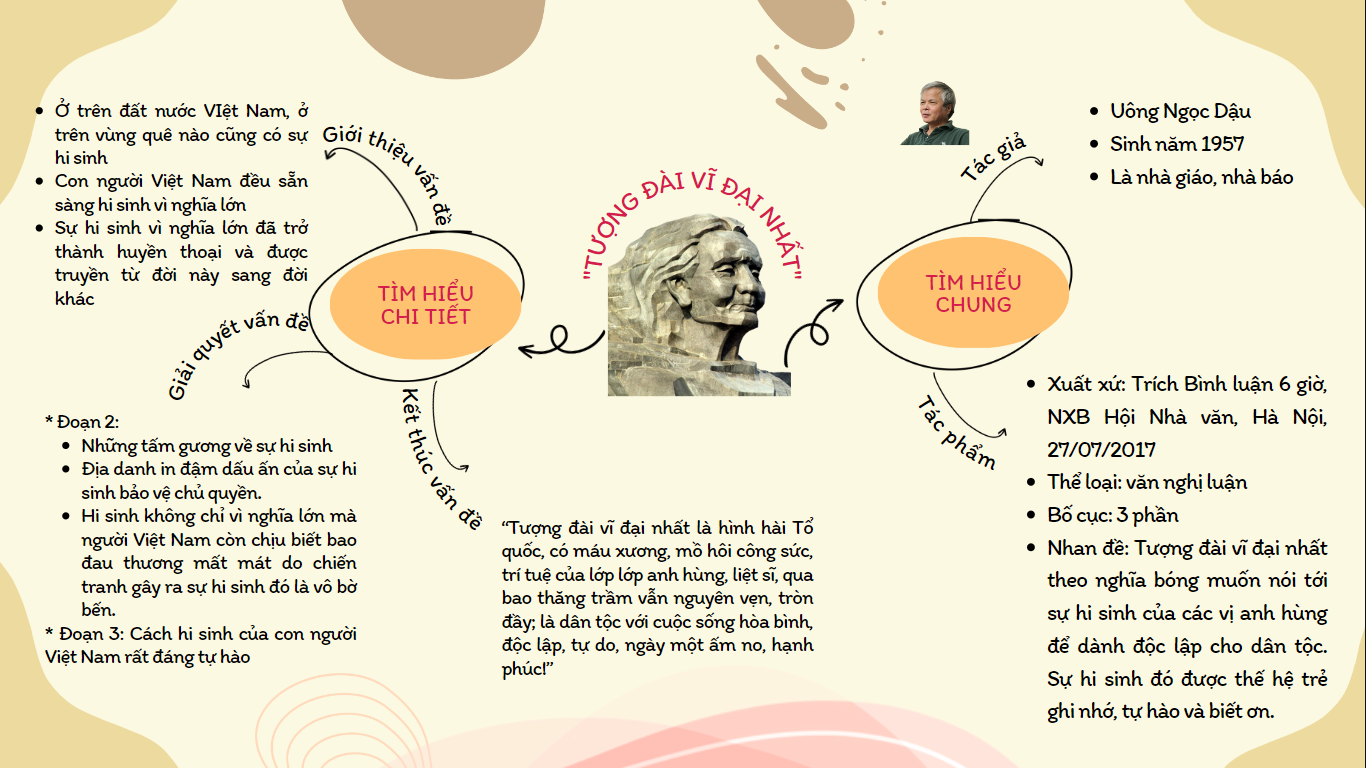 "TƯỢNG ĐÀI VĨ ĐẠI NHẤT"
TÌM HIỂU
CHUNG
Tác giả
Uông Ngọc Dậu
Sinh năm 1957
Là nhà giáo, nhà báo
Tác phẩm
Xuất xứ: Trích Bình luận 6 giờ,
NXB Hội Nhà văn, Hà Nội,
27/07/2017
Thể loại: văn nghị luận
Bố cục: 3 phần
Nhan đề: Tượng đài vĩ đại nhất
theo nghĩa bóng muốn nói tới
sự hi sinh của các vị anh hùng
để dành độc lập cho dân tộc.
Sự hi sinh đó được thế hệ trẻ
ghi nhớ, tự hào và biết ơn.
TÌM HIỂU
CHI TIẾT
Giới thiệu vấn đề
Ở trên đất nước VIệt Nam, ở
trên vùng quê nào cũng có sự
hi sinh
Con người Việt Nam đều sẵn
sàng hi sinh vì nghĩa lớn
Sự hi sinh vì nghĩa lớn đã trở
thành huyền thoại và được
truyền từ đời này sang đời
khác
Giải quyết vấn đề
* Đoạn 2:
Những tấm gương về sự hi sinh
Địa danh in đậm dấu ấn của sự hi
sinh bảo vệ chủ quyền.
Hi sinh không chỉ vì nghĩa lớn mà
người Việt Nam còn chịu biết bao
đau thương mất mát do chiến
tranh gây ra sự hi sinh đó là vô bờ
bến.
* Đoạn 3: Cách hi sinh của con người
Việt Nam rất đáng tự hào
Kết thúc vấn đề
“Tượng đài vĩ đại nhất là hình hài Tổ
quốc, có máu xương, mồ hôi công sức,
trí tuệ của lớp lớp anh hùng, liệt sĩ, qua
bao thăng trầm vẫn nguyên vẹn, tròn
đầy; là dân tộc với cuộc sống hòa bình,
độc lập, tự do, ngày một ấm no, hạnh
phúc!”